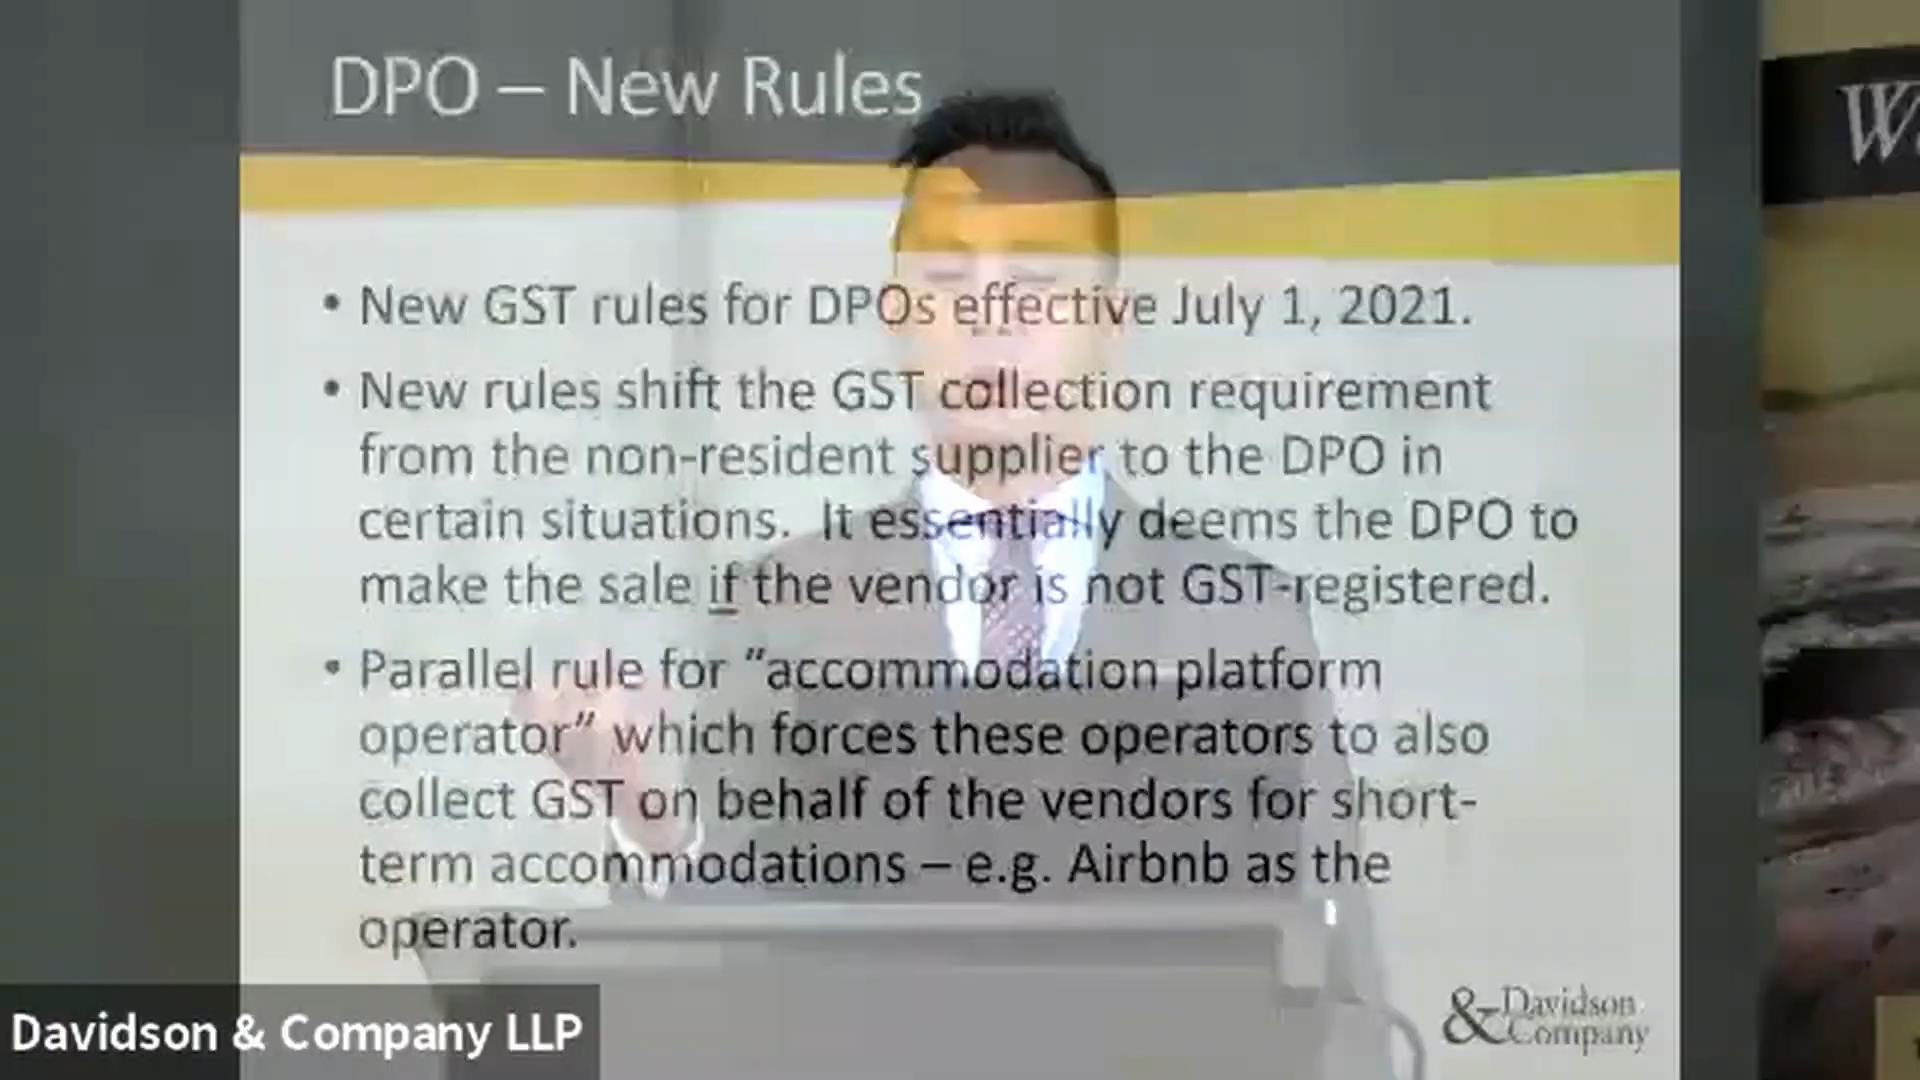 DPO – New Rules
• New GST rules for DPOs effective July 1, 2021.
• New rules shift the GST collection requirement
from the non-resident supplier to the DPO in
certain situations.  It essentially deems the DPO to
make the sale if the vendor is not GST-registered.
• Parallel rule for “accommodation platform
operator” which forces these operators to also
collect GST on behalf of the vendors for short-
term accommodations – e.g. Airbnb as the
operator.
& Davidson
Company
Davidson & Company LLP